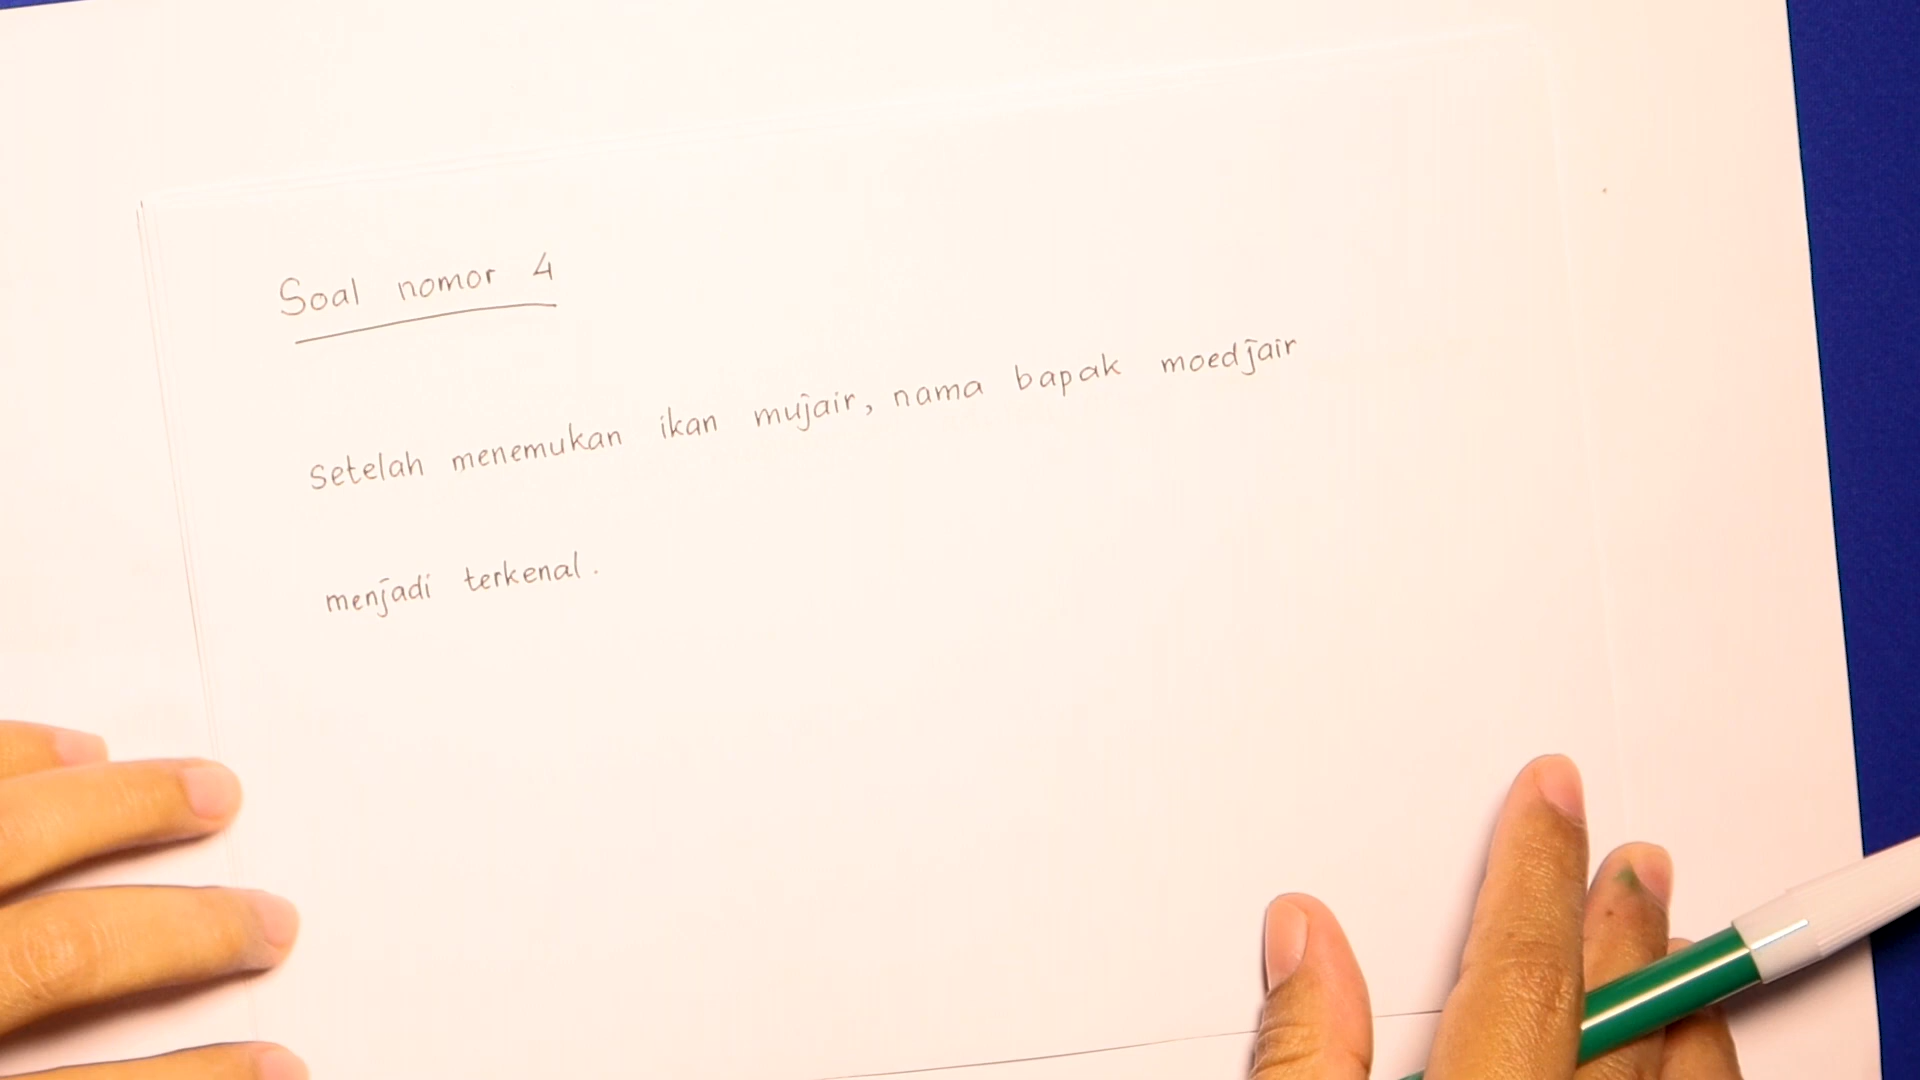 Soal nomor 4
setelah menemukan ikan mujair, nama bapak moedjair
menjadi terkenal.